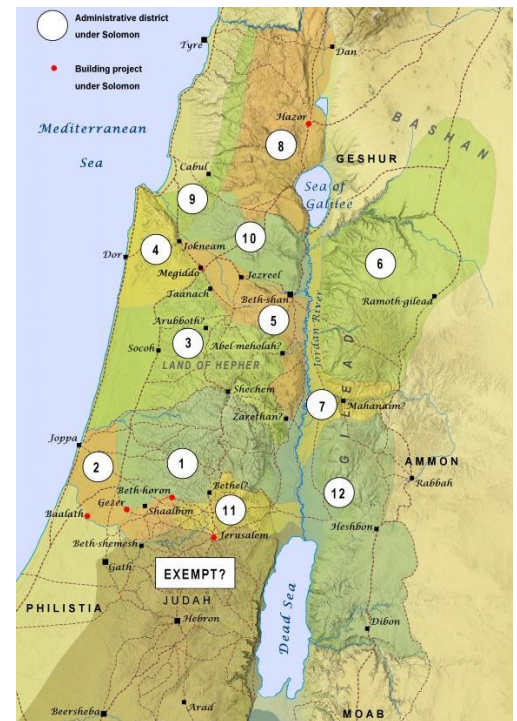 Administrative district
under Solomon
Building project
under Solomon
Tyre
Dan
Mediterranean
Sea
Hazor
BASHAN
8
GESHUR
Cabul
Sea of
Galilee
9
10
4
Jokneam
6
Dor
Megiddo
Jezreel
Taanach
Beth-shan
Ramoth-gilead
5
Arubboth?
3
Abel-meholah?
Jordan River
Socoh
LAND OF HEPHER
Shechem
7
Mahanaim?
Zarethan?
GILEAD
Joppa
AMMON
2
1
Bethel?
12
Rabbah
Beth-horon
Gezer
11
Baalath
Shaalbim
Heshbon
Beth-shemesh
Jerusalem
Gath
EXEMPT?
PHILISTIA
JUDAH
Hebron
Dead Sea
Dibon
Arad
Beersheba
MOAB